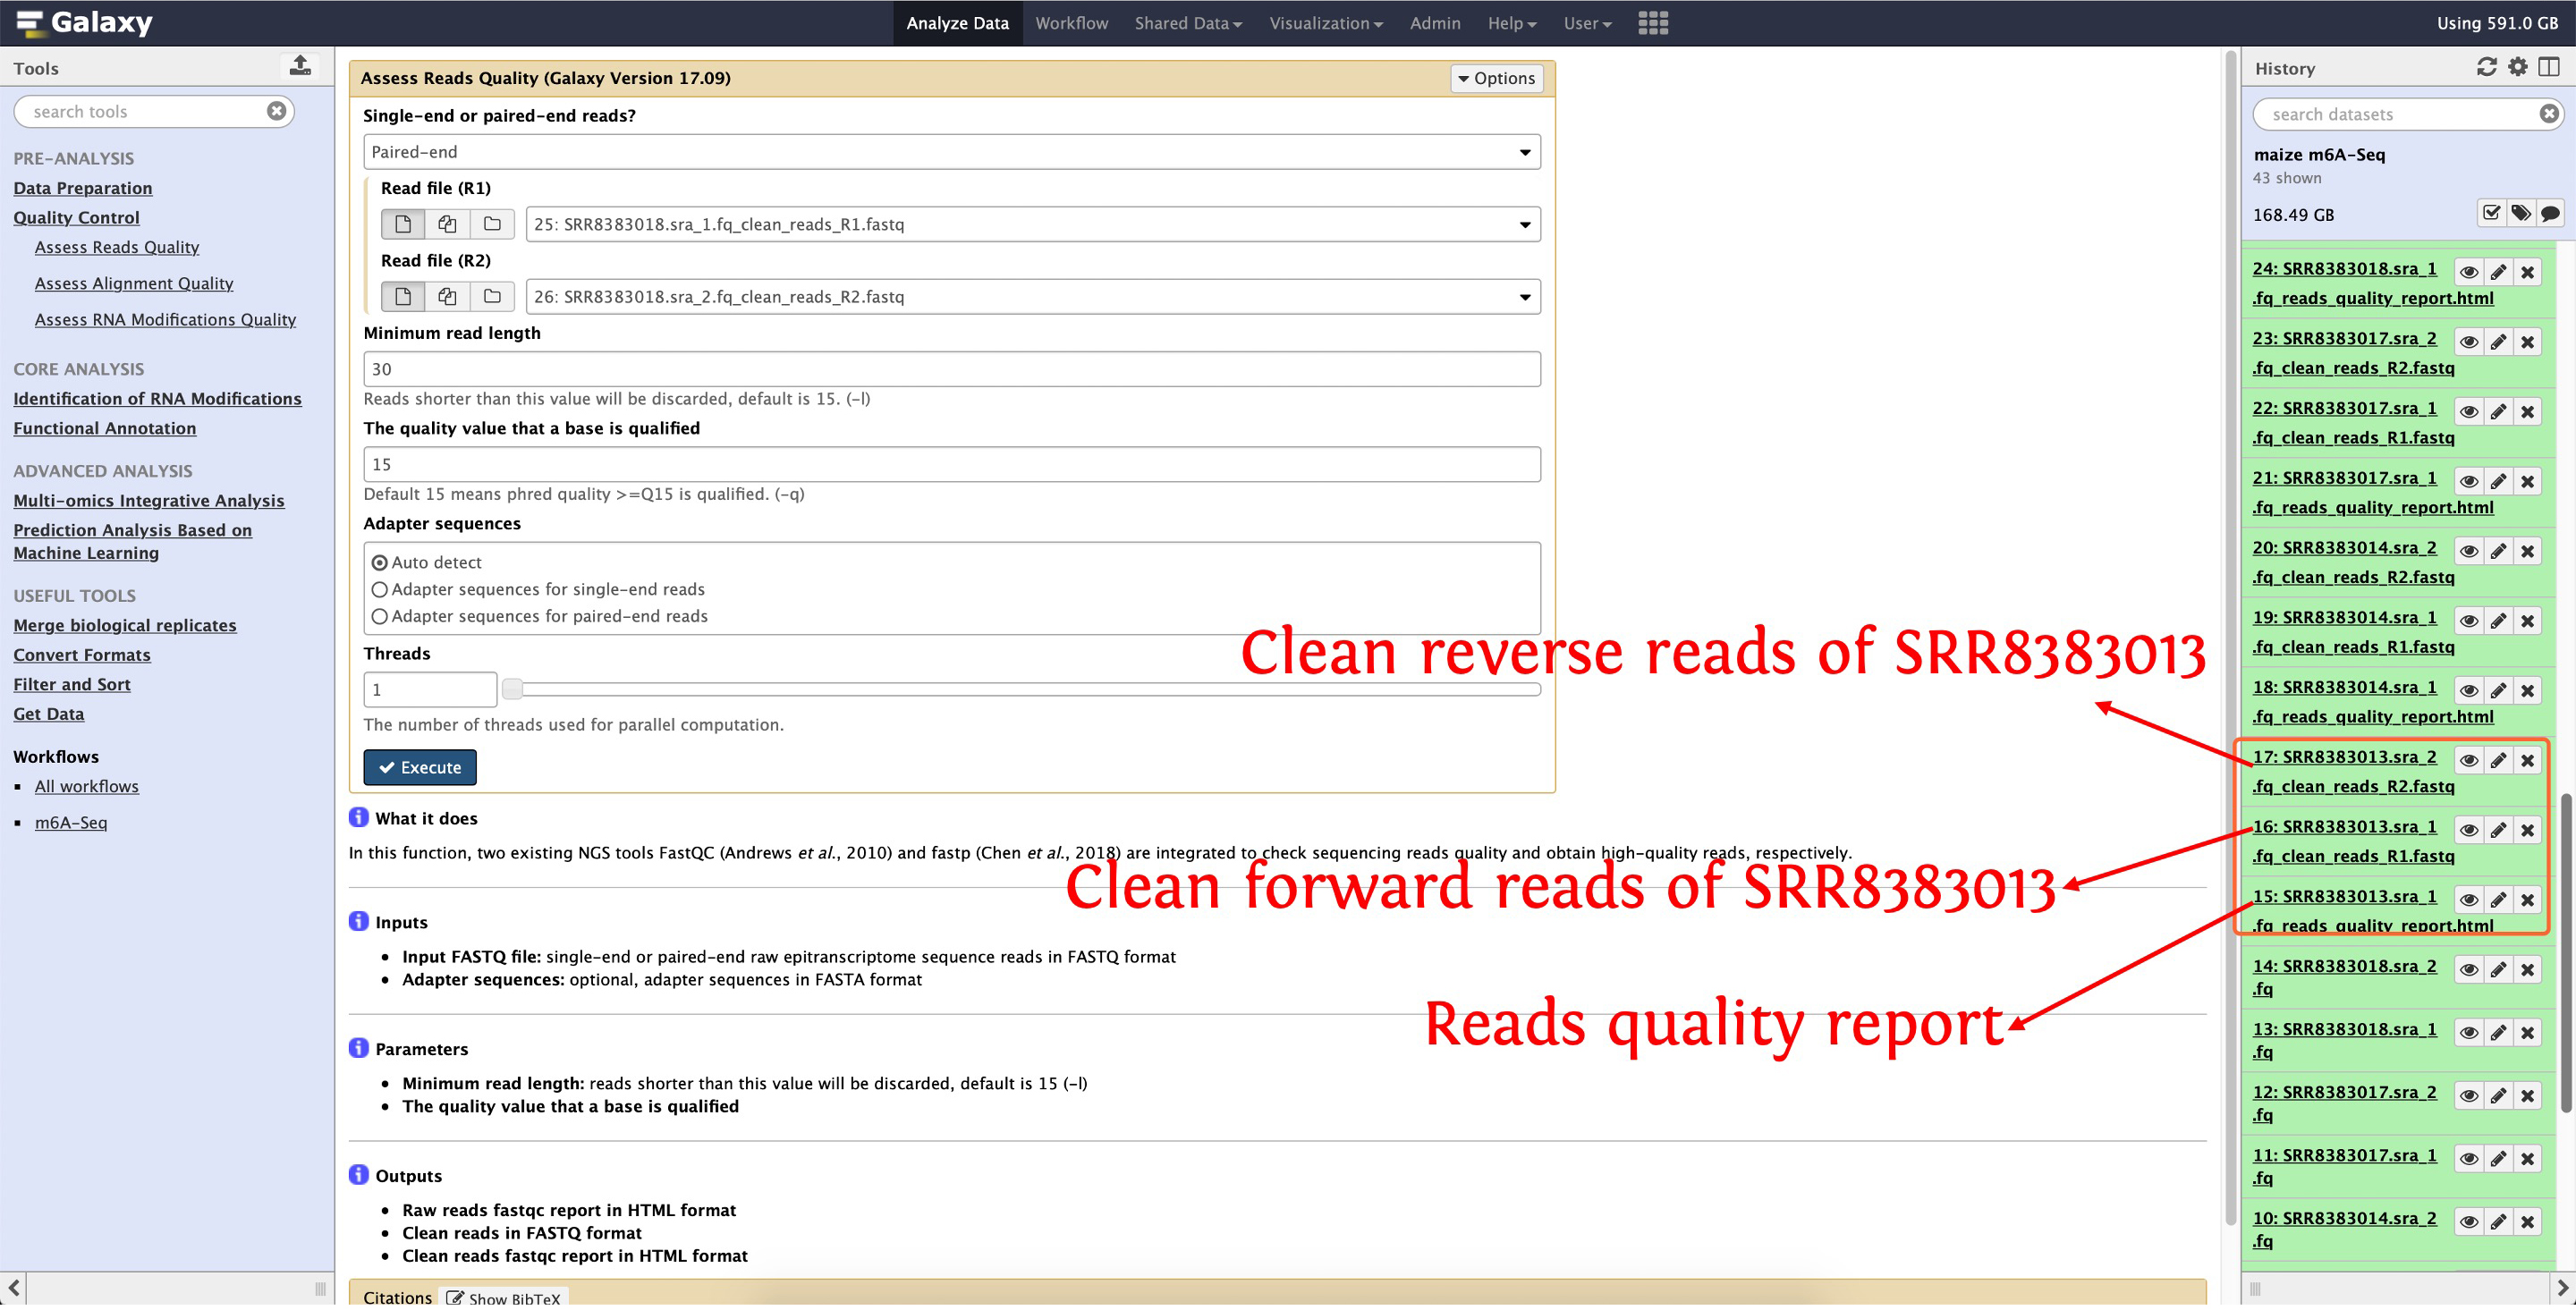 Galaxy
Analyze Data
Workflow
Shared Data
Visualization
Admin
Help
User
Using 591.0 GB
Tools
search tools
PRE-ANALYSIS
Data Preparation
Quality Control
Assess Reads Quality
Assess Alignment Quality
Assess RNA Modifications Quality
CORE ANALYSIS
Identification of RNA Modifications
Functional Annotation
ADVANCED ANALYSIS
Multi-omics Integrative Analysis
Prediction Analysis Based on
Machine Learning
USEFUL TOOLS
Merge biological replicates
Convert Formats
Filter and Sort
Get Data
Workflows
All workflows
m6A-Seq
Assess Reads Quality (Galaxy Version 17.09)
Options
Single-end or paired-end reads?
Paired-end
Read file (R1)
25: SRR8383018.sra_1.fq_clean_reads_R1.fastq
Read file (R2)
26: SRR8383018.sra_2.fq_clean_reads_R2.fastq
Minimum read length
30
Reads shorter than this value will be discarded, default is 15. (-l)
The quality value that a base is qualified
15
Default 15 means phred quality >=Q15 is qualified. (-q)
Adapter sequences
Auto detect
Adapter sequences for single-end reads
Adapter sequences for paired-end reads
Threads
1
The number of threads used for parallel computation.
Execute
What it does
In this function, two existing NGS tools FastQC (Andrews et al., 2010) and fastp (Chen et al., 2018) are integrated to check sequencing reads quality and obtain high-quality reads, respectively.
Inputs
Input FASTQ file: single-end or paired-end raw epitranscriptome sequence reads in FASTQ format
Adapter sequences: optional, adapter sequences in FASTA format
Parameters
Minimum read length: reads shorter than this value will be discarded, default is 15 (-l)
The quality value that a base is qualified
Outputs
Raw reads fastqc report in HTML format
Clean reads in FASTQ format
Clean reads fastqc report in HTML format
Citations
Show BibTeX
Clean reverse reads of SRR8383013
Clean forward reads of SRR8383013
Reads quality report
History
search datasets
maize m6A-Seq
43 shown
168.49 GB
24: SRR8383018.sra_1
.fq_reads_quality_report.html
23: SRR8383017.sra_2
.fq_clean_reads_R2.fastq
22: SRR8383017.sra_1
.fq_clean_reads_R1.fastq
21: SRR8383017.sra_1
.fq_reads_quality_report.html
20: SRR8383014.sra_2
.fq_clean_reads_R2.fastq
19: SRR8383014.sra_1
.fq_clean_reads_R1.fastq
18: SRR8383014.sra_1
.fq_reads_quality_report.html
17: SRR8383013.sra_2
.fq_clean_reads_R2.fastq
16: SRR8383013.sra_1
.fq_clean_reads_R1.fastq
15: SRR8383013.sra_1
.fq_reads_quality_report.html
14: SRR8383018.sra_2
.fq
13: SRR8383018.sra_1
.fq
12: SRR8383017.sra_2
.fq
11: SRR8383017.sra_1
.fq
10: SRR8383014.sra_2
.fq